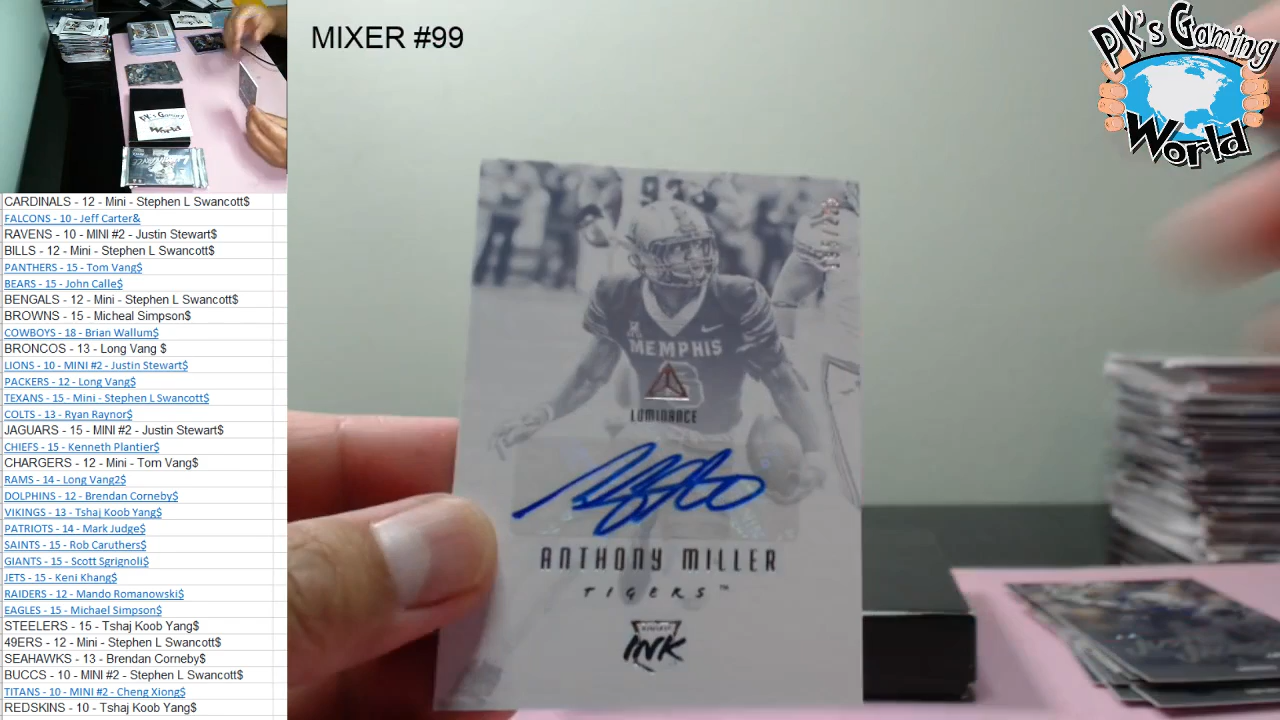 MIXER #99
PK's Gaming World
PK's Gaming
World
CARDINALS - 12 - Mini - Stephen L Swancott$
FALCONS - 10 - Jeff Carter&
RAVENS - 10 - MINI #2 - Justin Stewart$
BILLS - 12 - Mini - Stephen L Swancott$
PANTHERS - 15 - Tom Vang$
BEARS - 15 - John Calle$
BENGALS - 12 - Mini - Stephen L Swancott$
BROWNS - 15 - Micheal Simpson$
COWBOYS - 18 - Brian Wallum$
BRONCOS - 13 - Long Vang $
LIONS - 10 - MINI #2 - Justin Stewart$
PACKERS - 12 - Long Vang$
TEXANS - 15 - Mini - Stephen L Swancott$
COLTS - 13 - Ryan Raynor$
JAGUARS - 15 - MINI #2 - Justin Stewart$
CHIEFS - 15 - Kenneth Plantier$
CHARGERS - 12 - Mini - Tom Vang$
RAMS - 14 - Long Vang2$
DOLPHINS - 12 - Brendan Corneby$
VIKINGS - 13 - Tshaj Koob Yang$
PATRIOTS - 14 - Mark Judge$
SAINTS - 15 - Rob Caruthers$
GIANTS - 15 - Scott Sgrignoli$
JETS - 15 - Keni Khang$
RAIDERS - 12 - Mando Romanowski$
EAGLES - 15 - Michael Simpson$
STEELERS - 15 - Tshaj Koob Yang$
49ERS - 12 - Mini - Stephen L Swancott$
SEAHAWKS - 13 - Brendan Corneby$
BUCCS - 10 - MINI #2 - Stephen L Swancott$
TITANS - 10 - MINI #2 - Cheng Xiong$
REDSKINS - 10 - Tshaj Koob Yang$
MEMPHIS
LUMINANCE
ANTHONY MILLER
TIGERS™
INK